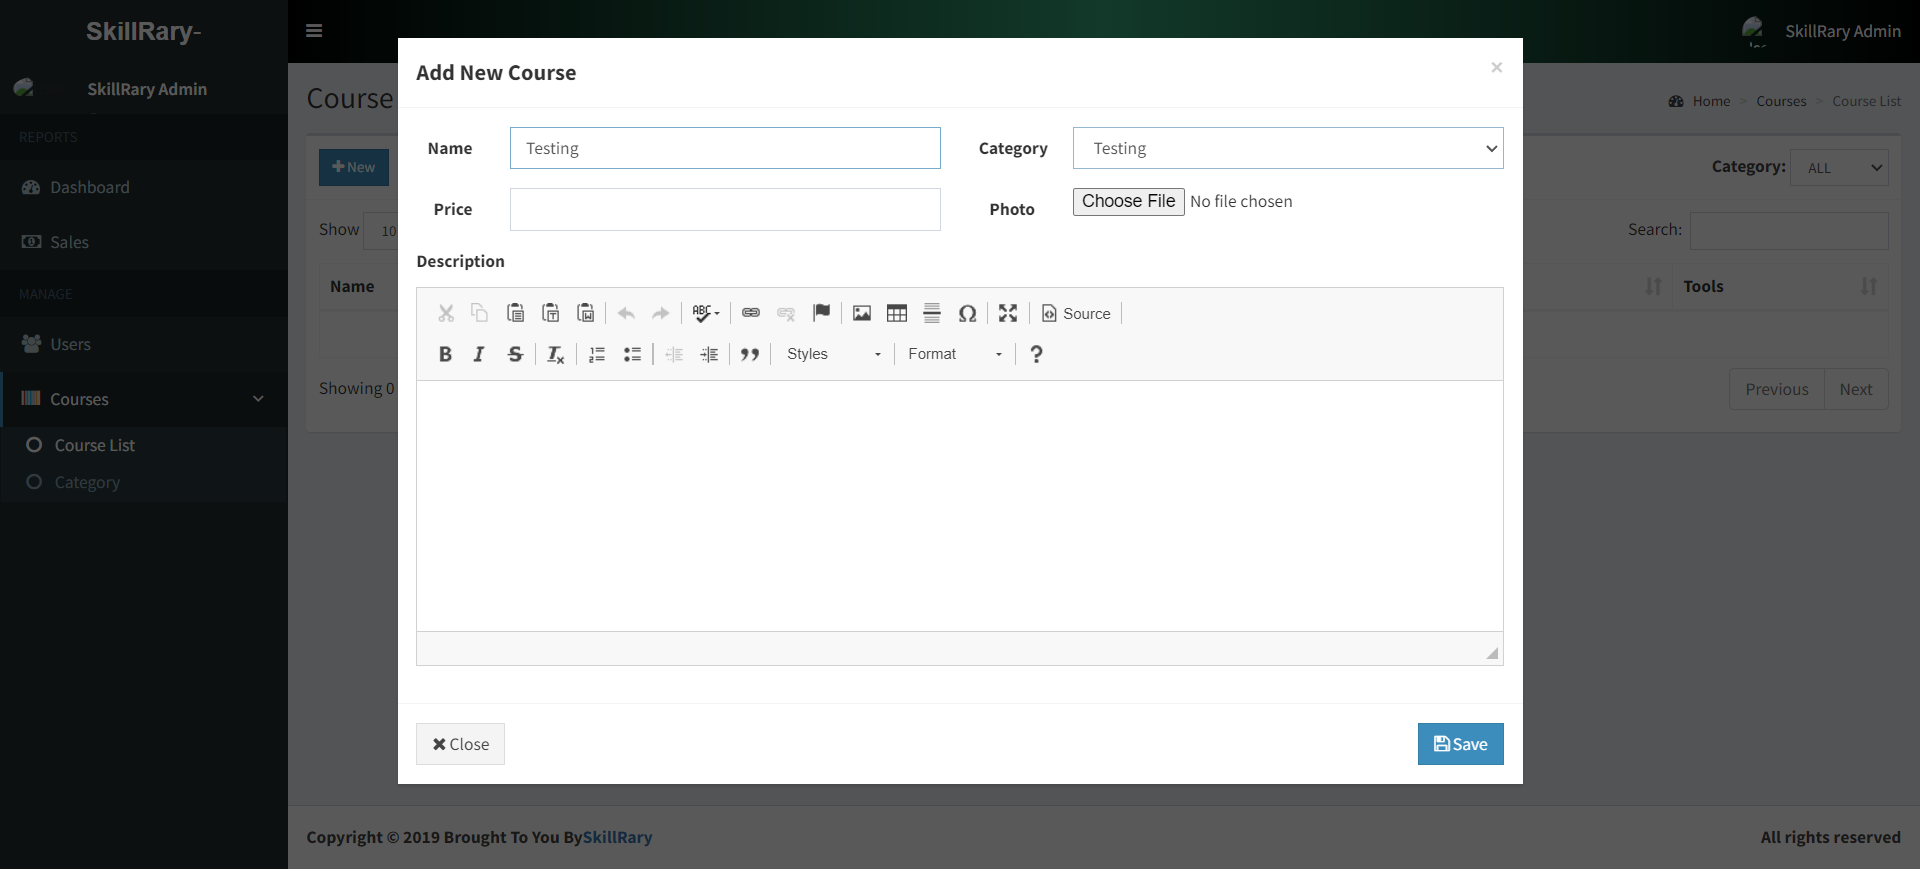 SkillRary-
SkillRary Admin
SkillRary Admin
REPORTS
Dashboard
Sales
MANAGE
Users
Courses
Course List
Category
Course
Home > Courses > Course List
New
Category: ALL
Show 10
Search:
Name
Tools
Showing 0
Previous Next
Add New Course
×
Name Testing
Category Testing
Price
Photo Choose File No file chosen
Description
ABC
Source
B I S Tx
Styles Format ?
Close
Save
Copyright © 2019 Brought To You BySkillRary
All rights reserved